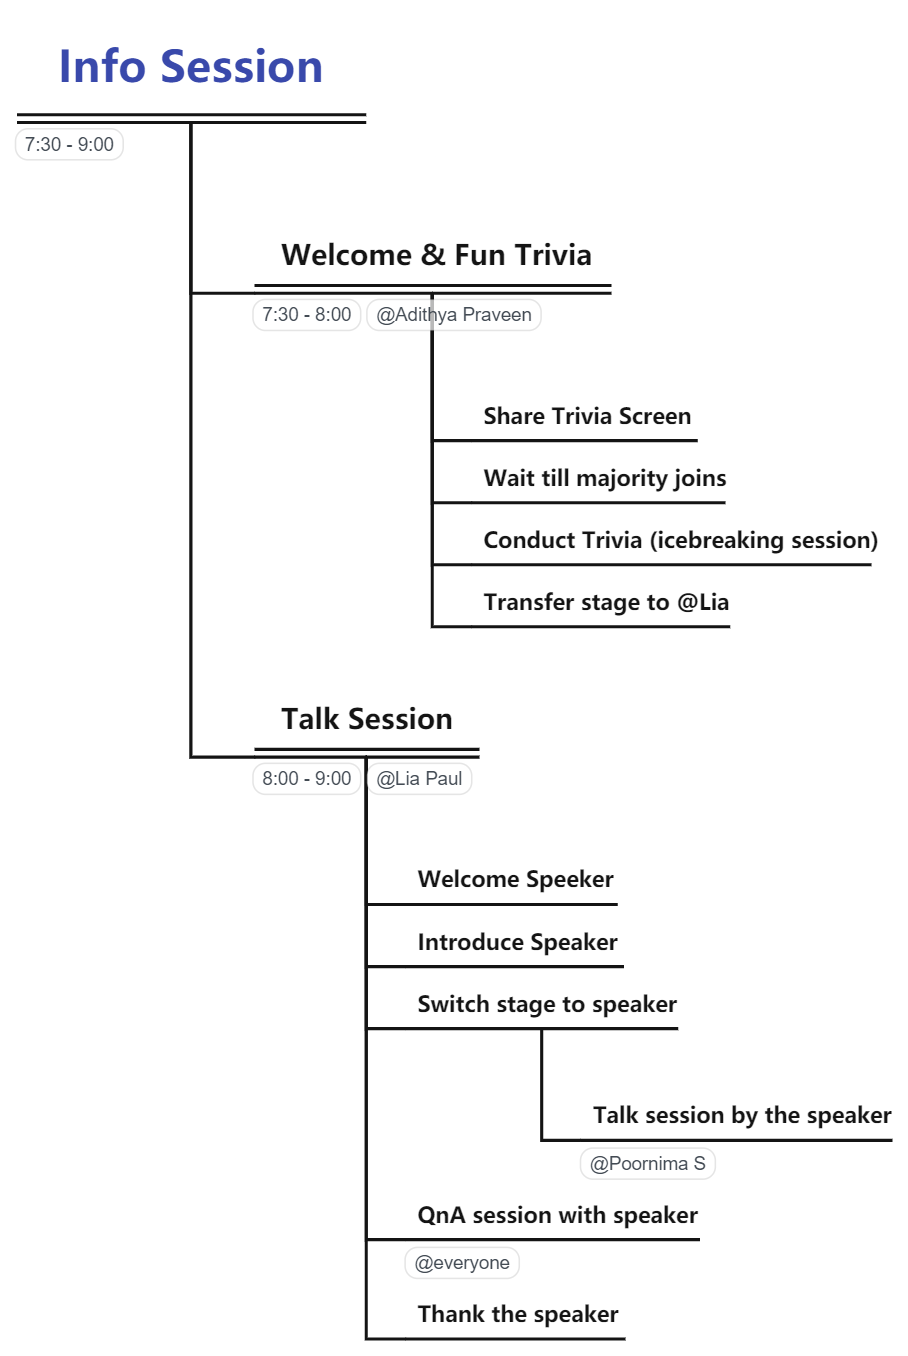 Info Session
7:30 - 9:00
Welcome & Fun Trivia
7:30 - 8:00 @Adithya Praveen
Share Trivia Screen
Wait till majority joins
Conduct Trivia (icebreaking session)
Transfer stage to @Lia
Talk Session
8:00 - 9:00 @Lia Paul
Welcome Speeker
Introduce Speaker
Switch stage to speaker
Talk session by the speaker
@Poornima S
QnA session with speaker
@everyone
Thank the speaker